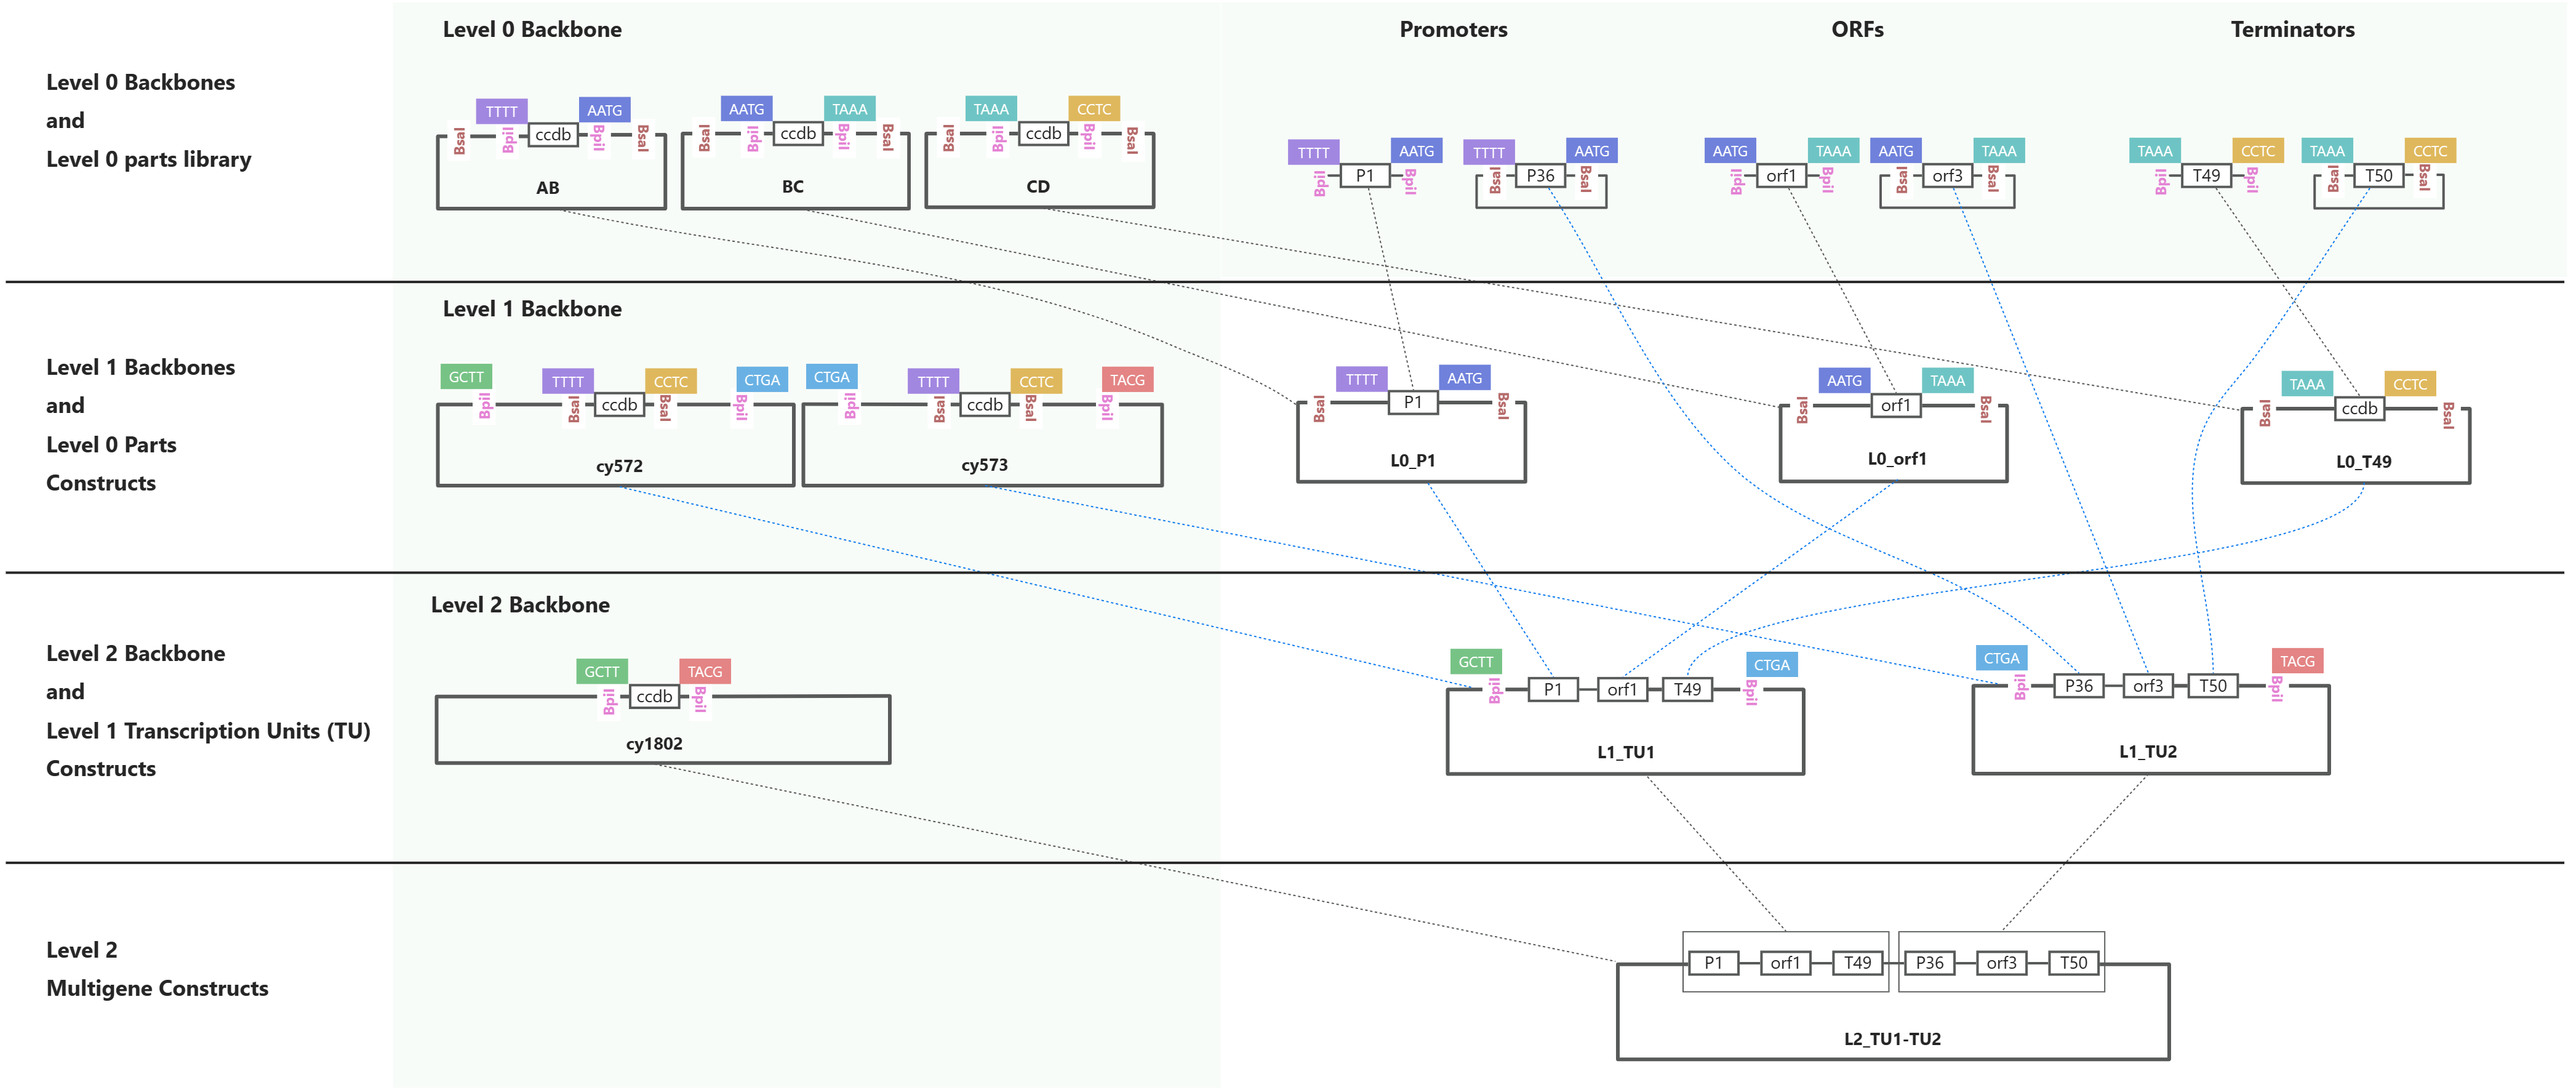 Level 0 Backbone
Promoters
ORFs
Terminators
Level 0 Backbones
and
Level 0 parts library
TTTT AATG
BsaI BpiI ccdb BpiI BsaI
AB
AATG TAAA
BsaI BpiI ccdb BpiI BsaI
BC
TAAA CCTC
BsaI BpiI ccdb BpiI BsaI
CD
TTTT AATG
BpiI P1 BpiI
TTTT AATG
BsaI P36 BsaI
AATG TAAA
BpiI orf1 BpiI
AATG TAAA
BsaI orf3 BsaI
TAAA CCTC
BpiI T49 BpiI
TAAA CCTC
BsaI T50 BsaI
Level 1 Backbone
Level 1 Backbones
and
Level 0 Parts
Constructs
GCTT TTTT CCTC CTGA
BpiI BsaI ccdb BsaI BpiI
cy572
CTGA TTTT CCTC TACG
BpiI BsaI ccdb BsaI BpiI
cy573
TTTT AATG
BsaI P1 BsaI
L0_P1
AATG TAAA
BsaI orf1 BsaI
L0_orf1
TAAA CCTC
BsaI ccdb BsaI
L0_T49
Level 2 Backbone
Level 2 Backbone
and
Level 1 Transcription Units (TU)
Constructs
GCTT TACG
BpiI ccdb BpiI
cy1802
GCTT CTGA
BpiI P1 orf1 T49 BpiI
L1_TU1
CTGA TACG
BpiI P36 orf3 T50 BpiI
L1_TU2
Level 2
Multigene Constructs
P1 orf1 T49 P36 orf3 T50
L2_TU1-TU2